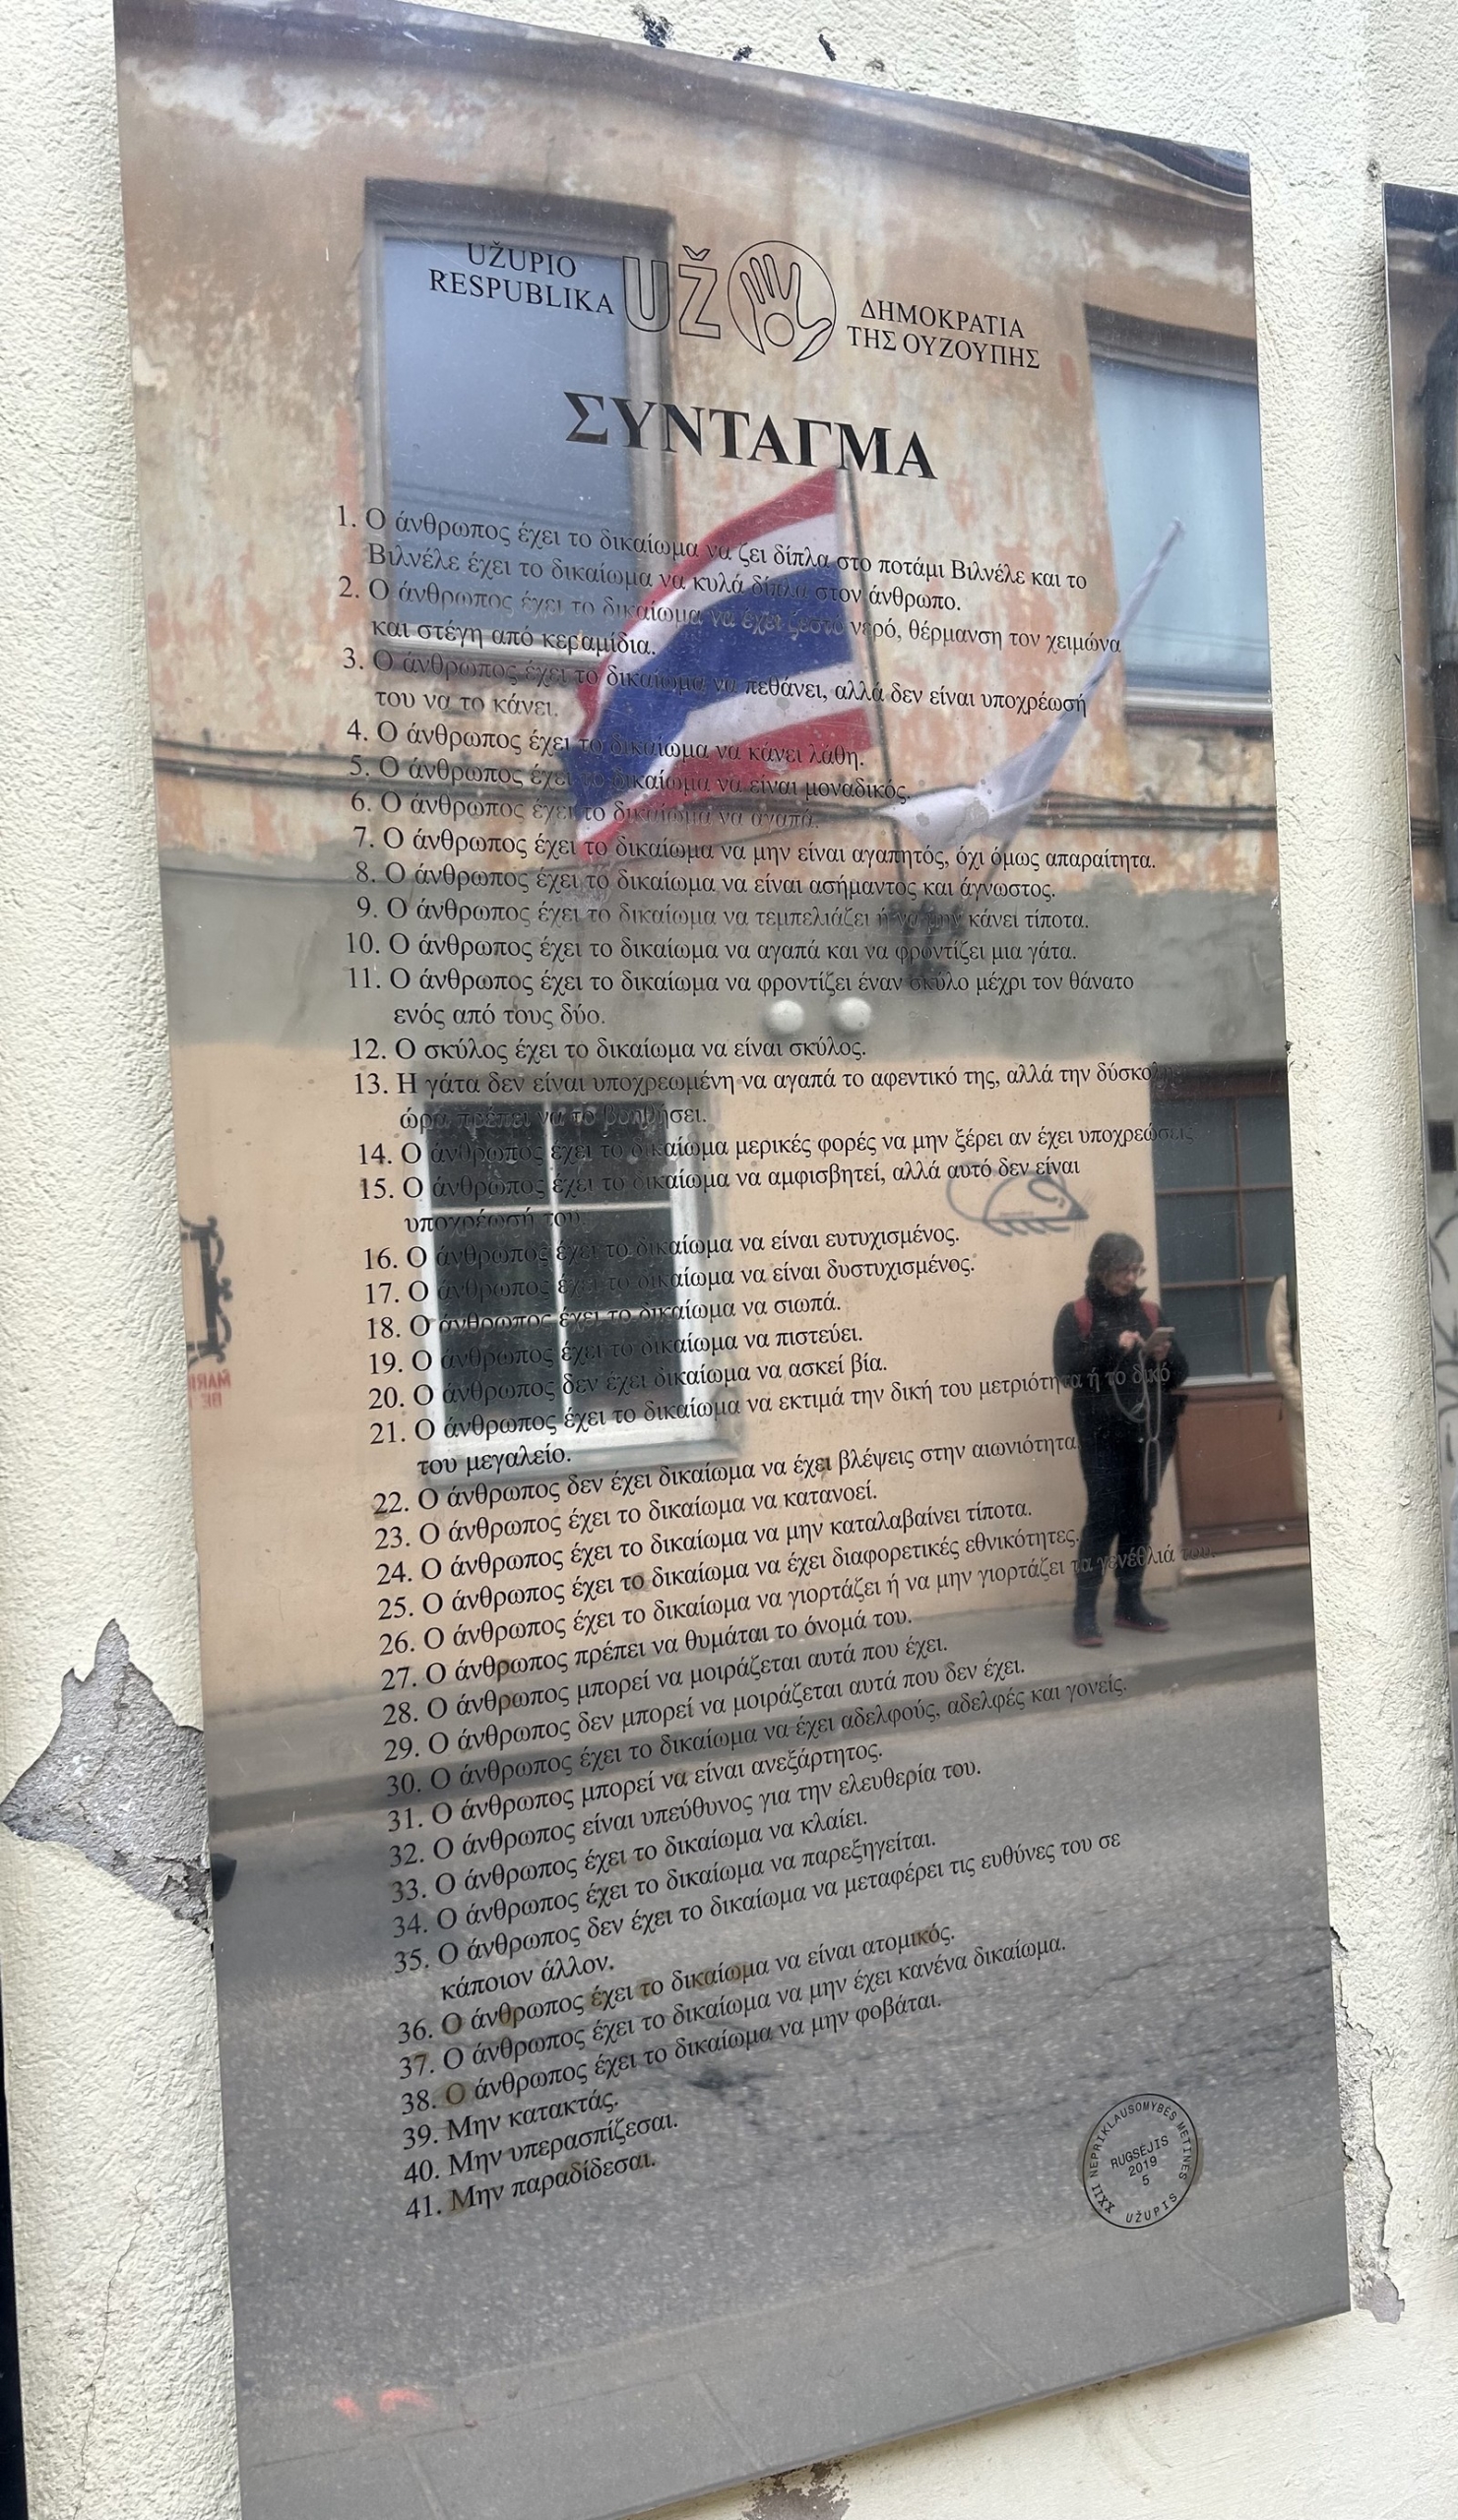 UŽUPIO
RESPUBLIKA
UŽ
ΔΗΜΟΚΡΑΤΙΑ
ΤΗΣ ΟΥΖΟΥΠΗΣ
ΣΥΝΤΑΓΜΑ
1. Ο άνθρωπος έχει το δικαίωμα να ζει δίπλα στο ποτάμι Βιλνέλε και το
Βιλνέλε έχει το δικαίωμα να κυλά δίπλα στον άνθρωπο.
2. Ο άνθρωπος έχει το δικαίωμα να έχει ζεστό νερό, θέρμανση τον χειμώνα
και στέγη από κεραμίδια.
3. Ο άνθρωπος έχει το δικαίωμα να πεθάνει, αλλά δεν είναι υποχρέωσή
του να το κάνει.
4. Ο άνθρωπος έχει το δικαίωμα να κάνει λάθη.
5. Ο άνθρωπος έχει το δικαίωμα να είναι μοναδικός.
6. Ο άνθρωπος έχει το δικαίωμα να αγαπά.
7. Ο άνθρωπος έχει το δικαίωμα να μην είναι αγαπητός, όχι όμως απαραίτητα.
8. Ο άνθρωπος έχει το δικαίωμα να είναι ασήμαντος και άγνωστος.
9. Ο άνθρωπος έχει το δικαίωμα να τεμπελιάζει ή να μην κάνει τίποτα.
10. Ο άνθρωπος έχει το δικαίωμα να αγαπά και να φροντίζει μια γάτα.
11. Ο άνθρωπος έχει το δικαίωμα να φροντίζει έναν σκύλο μέχρι τον θάνατο
ενός από τους δύο.
12. Ο σκύλος έχει το δικαίωμα να είναι σκύλος.
13. Η γάτα δεν είναι υποχρεωμένη να αγαπά το αφεντικό της, αλλά την δύσκολη
ώρα πρέπει να το βοηθήσει.
14. Ο άνθρωπος έχει το δικαίωμα μερικές φορές να μην ξέρει αν έχει υποχρεώσεις.
15. Ο άνθρωπος έχει το δικαίωμα να αμφισβητεί, αλλά αυτό δεν είναι
υποχρέωσή του.
16. Ο άνθρωπος έχει το δικαίωμα να είναι ευτυχισμένος.
17. Ο άνθρωπος έχει το δικαίωμα να είναι δυστυχισμένος.
18. Ο άνθρωπος έχει το δικαίωμα να σιωπά.
19. Ο άνθρωπος έχει το δικαίωμα να πιστεύει.
20. Ο άνθρωπος δεν έχει δικαίωμα να ασκεί βία.
21. Ο άνθρωπος έχει το δικαίωμα να εκτιμά την δική του μετριότητα ή το δικό
του μεγαλείο.
22. Ο άνθρωπος δεν έχει δικαίωμα να έχει βλέψεις στην αιωνιότητα.
23. Ο άνθρωπος έχει το δικαίωμα να κατανοεί.
24. Ο άνθρωπος έχει το δικαίωμα να μην καταλαβαίνει τίποτα.
25. Ο άνθρωπος έχει το δικαίωμα να έχει διαφορετικές εθνικότητες.
26. Ο άνθρωπος έχει το δικαίωμα να γιορτάζει ή να μην γιορτάζει τα γενέθλιά του.
27. Ο άνθρωπος πρέπει να θυμάται το όνομά του.
28. Ο άνθρωπος μπορεί να μοιράζεται αυτά που έχει.
29. Ο άνθρωπος δεν μπορεί να μοιράζεται αυτά που δεν έχει.
30. Ο άνθρωπος έχει το δικαίωμα να έχει αδελφούς, αδελφές και γονείς.
31. Ο άνθρωπος μπορεί να είναι ανεξάρτητος.
32. Ο άνθρωπος είναι υπεύθυνος για την ελευθερία του.
33. Ο άνθρωπος έχει το δικαίωμα να κλαίει.
34. Ο άνθρωπος έχει το δικαίωμα να παρεξηγείται.
35. Ο άνθρωπος δεν έχει το δικαίωμα να μεταφέρει τις ευθύνες του σε
κάποιον άλλον.
36. Ο άνθρωπος έχει το δικαίωμα να είναι ατομικός.
37. Ο άνθρωπος έχει το δικαίωμα να μην έχει κανένα δικαίωμα.
38. Ο άνθρωπος έχει το δικαίωμα να μην φοβάται.
39. Μην κατακτάς.
40. Μην υπερασπίζεσαι.
41. Μην παραδίδεσαι.
XXII NEPRIKLAUSOMYBĖS METINĖS
RUGSĖJIS
2019
5
UŽUPIS